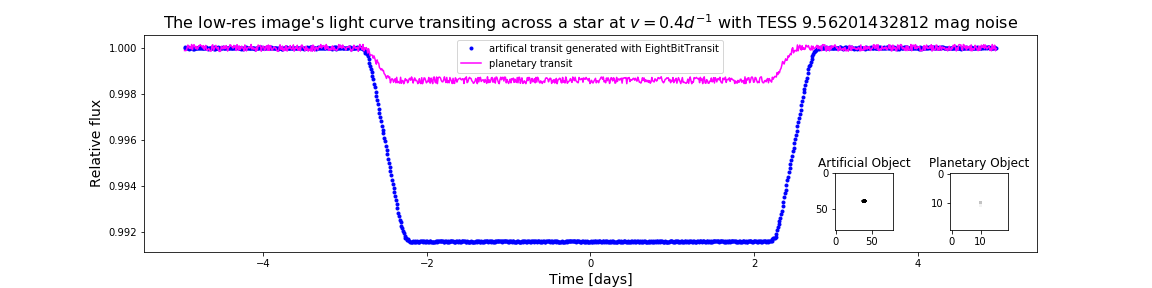 The low-res image's light curve transiting across a star at v = 0.4d⁻¹ with TESS 9.56201432812 mag noise
artifical transit generated with EightBitTransit
planetary transit
1.000
0.998
0.996
0.994
0.992
Relative flux
Artificial Object
Planetary Object
0
50
0
50
0
10
0
10
−4
−2
0
2
4
Time [days]